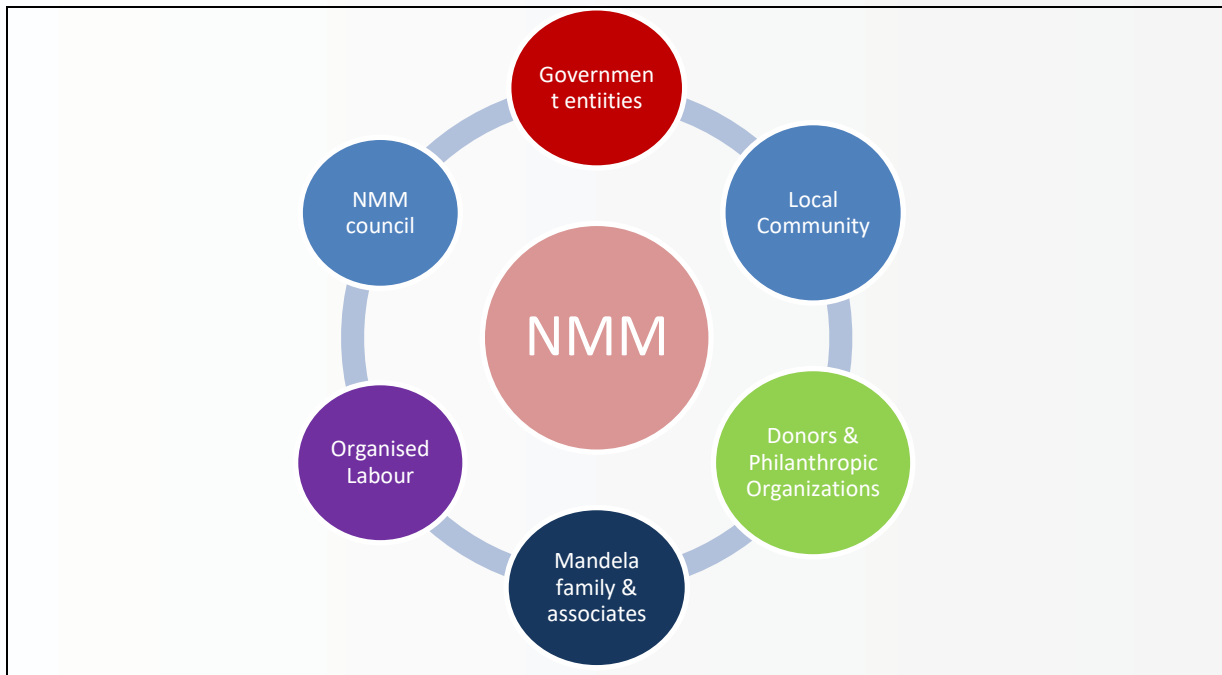 Governmen
t entiities
NMM
council
Local
Community
NMM
Organised
Labour
Donors &
Philanthropic
Organizations
Mandela
family &
associates